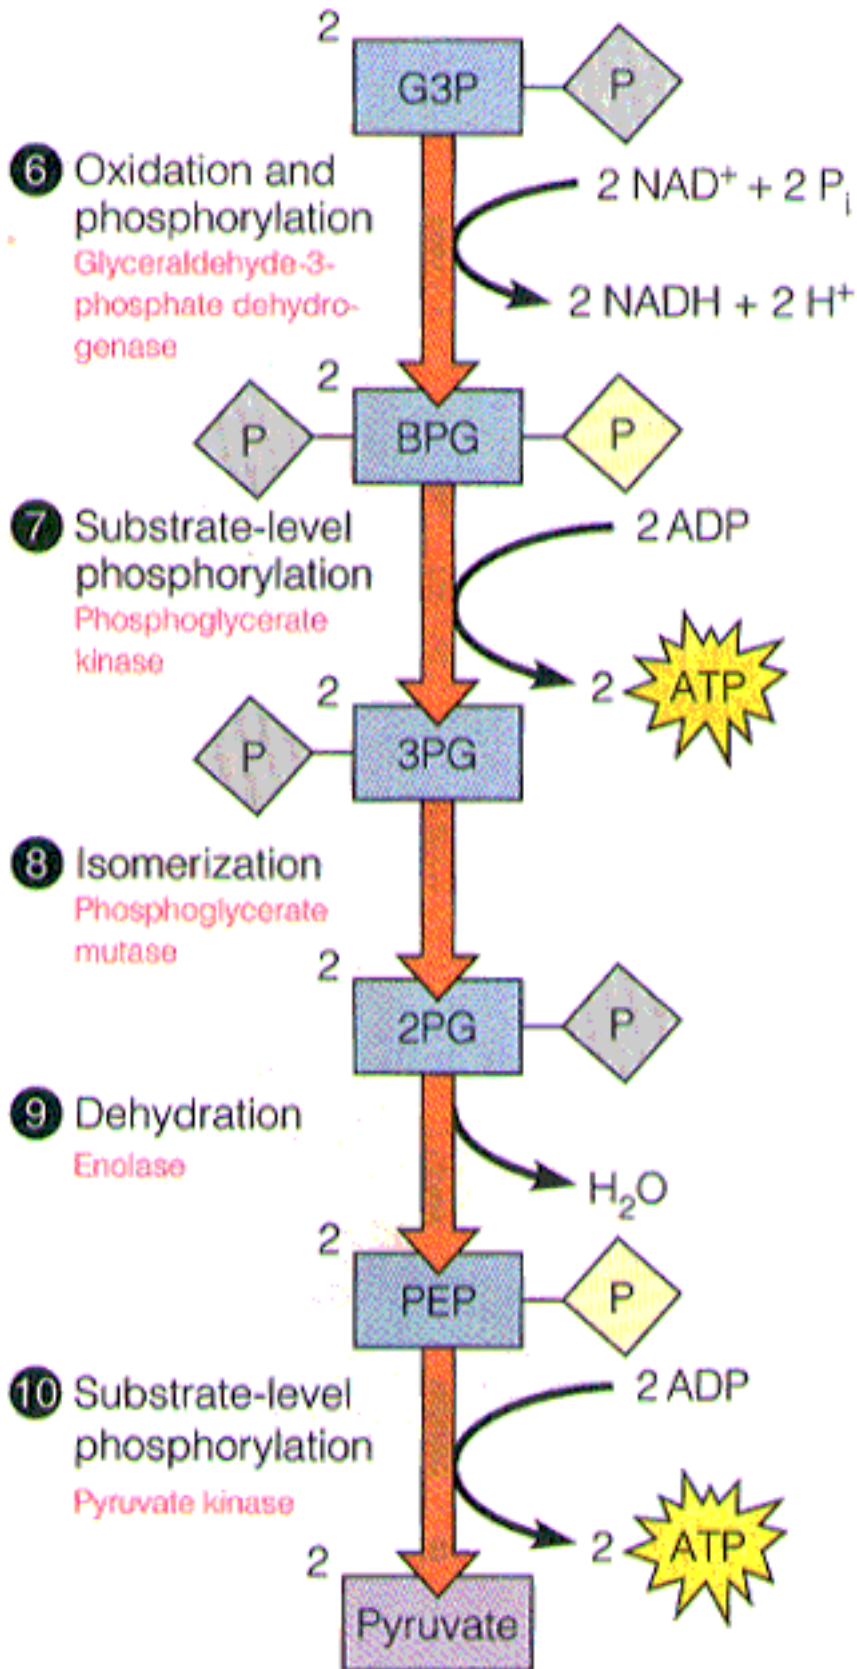 2
G3P
P
6 Oxidation and
phosphorylation
Glyceraldehyde-3-
phosphate dehydro-
genase
2 NAD⁺ + 2 Pᵢ
2 NADH + 2 H⁺
2
P
BPG
P
7 Substrate-level
phosphorylation
Phosphoglycerate
kinase
2 ADP
2 ATP
2
P
3PG
8 Isomerization
Phosphoglycerate
mutase
2
2PG
P
9 Dehydration
Enolase
H₂O
2
PEP
P
10 Substrate-level
phosphorylation
Pyruvate kinase
2 ADP
2 ATP
2
Pyruvate